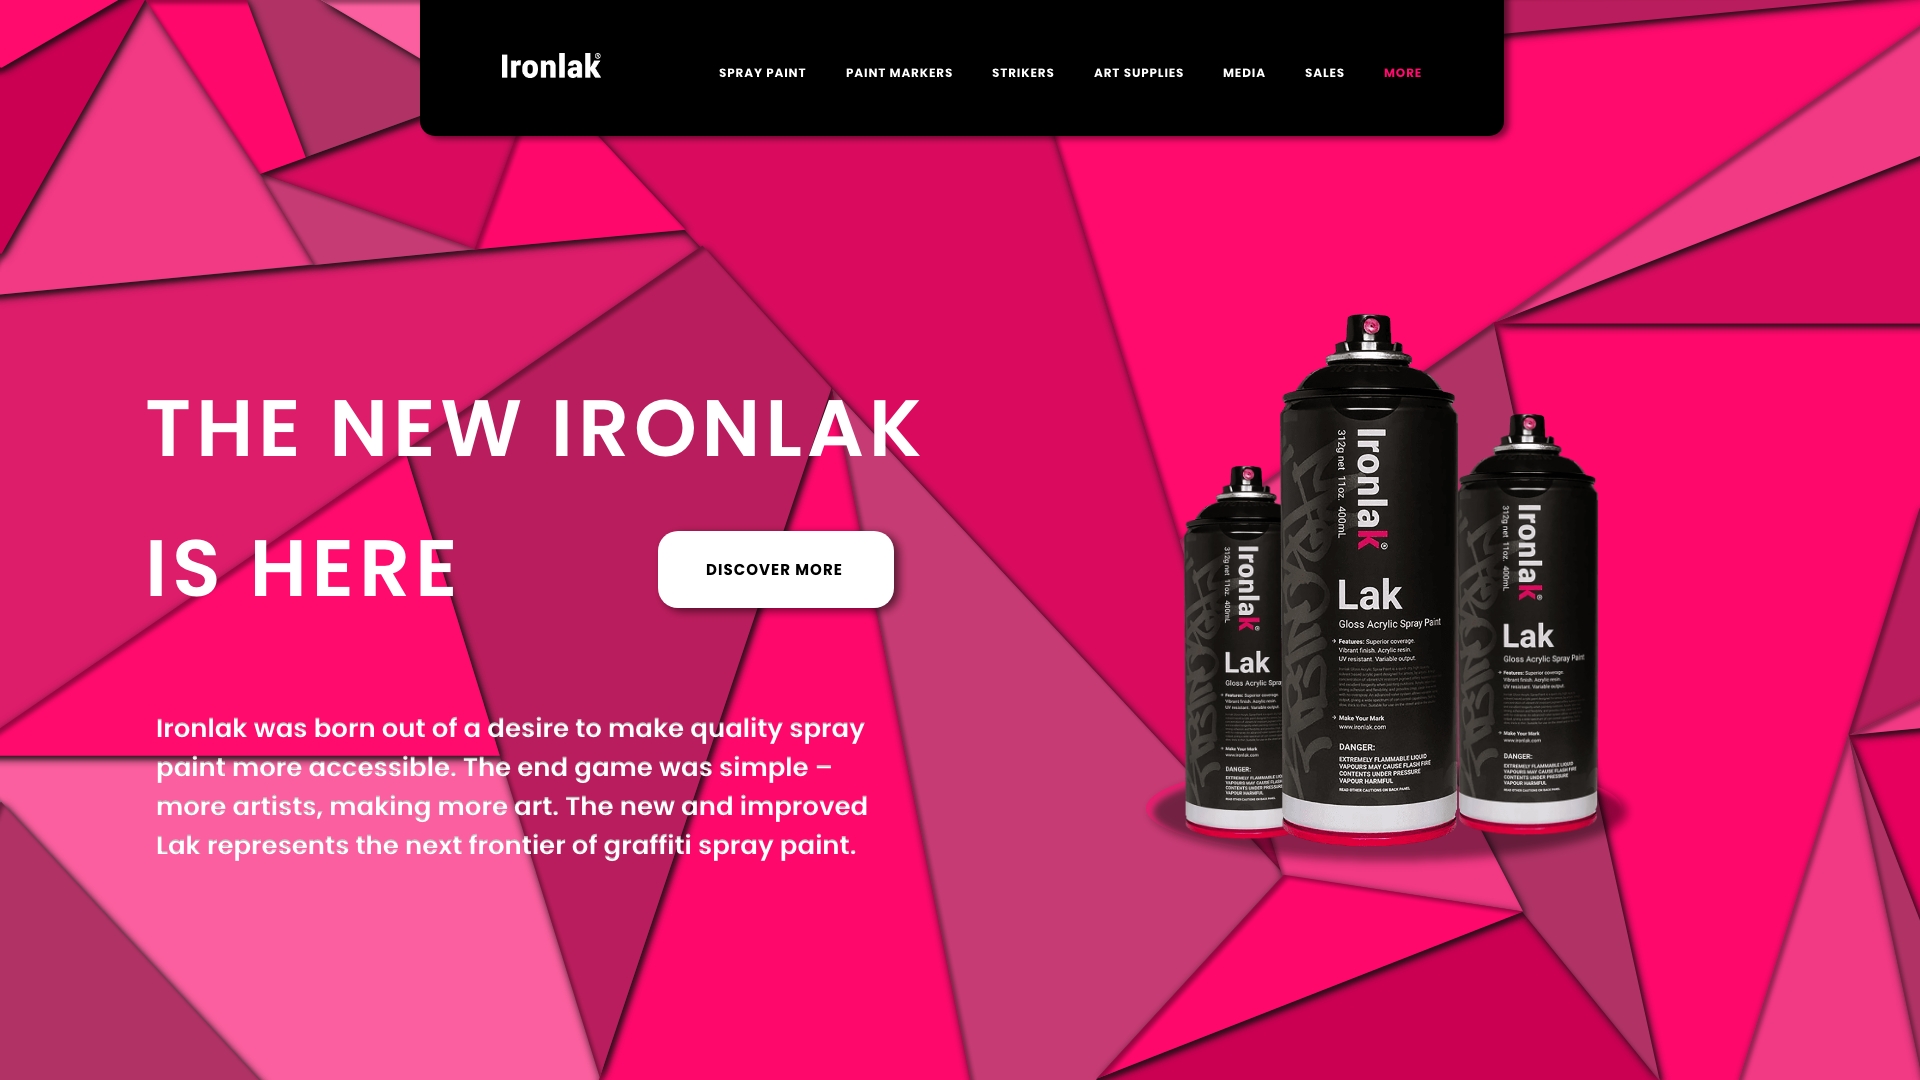 Ironlak®
SPRAY PAINT
PAINT MARKERS
STRIKERS
ART SUPPLIES
MEDIA
SALES
MORE
THE NEW IRONLAK
IS HERE
DISCOVER MORE
Ironlak was born out of a desire to make quality spray
paint more accessible. The end game was simple –
more artists, making more art. The new and improved
Lak represents the next frontier of graffiti spray paint.
Ironlak®
312g net 11oz. 400mL
Lak
Gloss Acrylic Spra
Features: Superior coverage.
Vibrant finish. Acrylic resin.
UV resistant. Variable output.
Make Your Mark
www.ironlak.com
DANGER:
EXTREMELY FLAMMABLE LIQ
VAPOURS MAY CAUSE FLASH
CONTENTS UNDER PRESSURE
VAPOUR HARMFUL
Ironlak®
312g net 11oz. 400mL
Lak
Gloss Acrylic Spray Paint
Features: Superior coverage.
Vibrant finish. Acrylic resin.
UV resistant. Variable output.
Make Your Mark
www.ironlak.com
DANGER:
EXTREMELY FLAMMABLE LIQUID
VAPOURS MAY CAUSE FLASH FIRE
CONTENTS UNDER PRESSURE
VAPOUR HARMFUL
READ OTHER CAUTIONS ON BACK PANEL
Ironlak®
312g net 11oz. 400mL
Lak
Gloss Acrylic Spray Paint
Features: Superior coverage.
Vibrant finish. Acrylic resin.
UV resistant. Variable output.
Make Your Mark
www.ironlak.com
DANGER:
EXTREMELY FLAMMABLE LIQUID
VAPOURS MAY CAUSE FLASH FIRE
CONTENTS UNDER PRESSURE
VAPOUR HARMFUL
READ OTHER CAUTIONS ON BACK PANEL